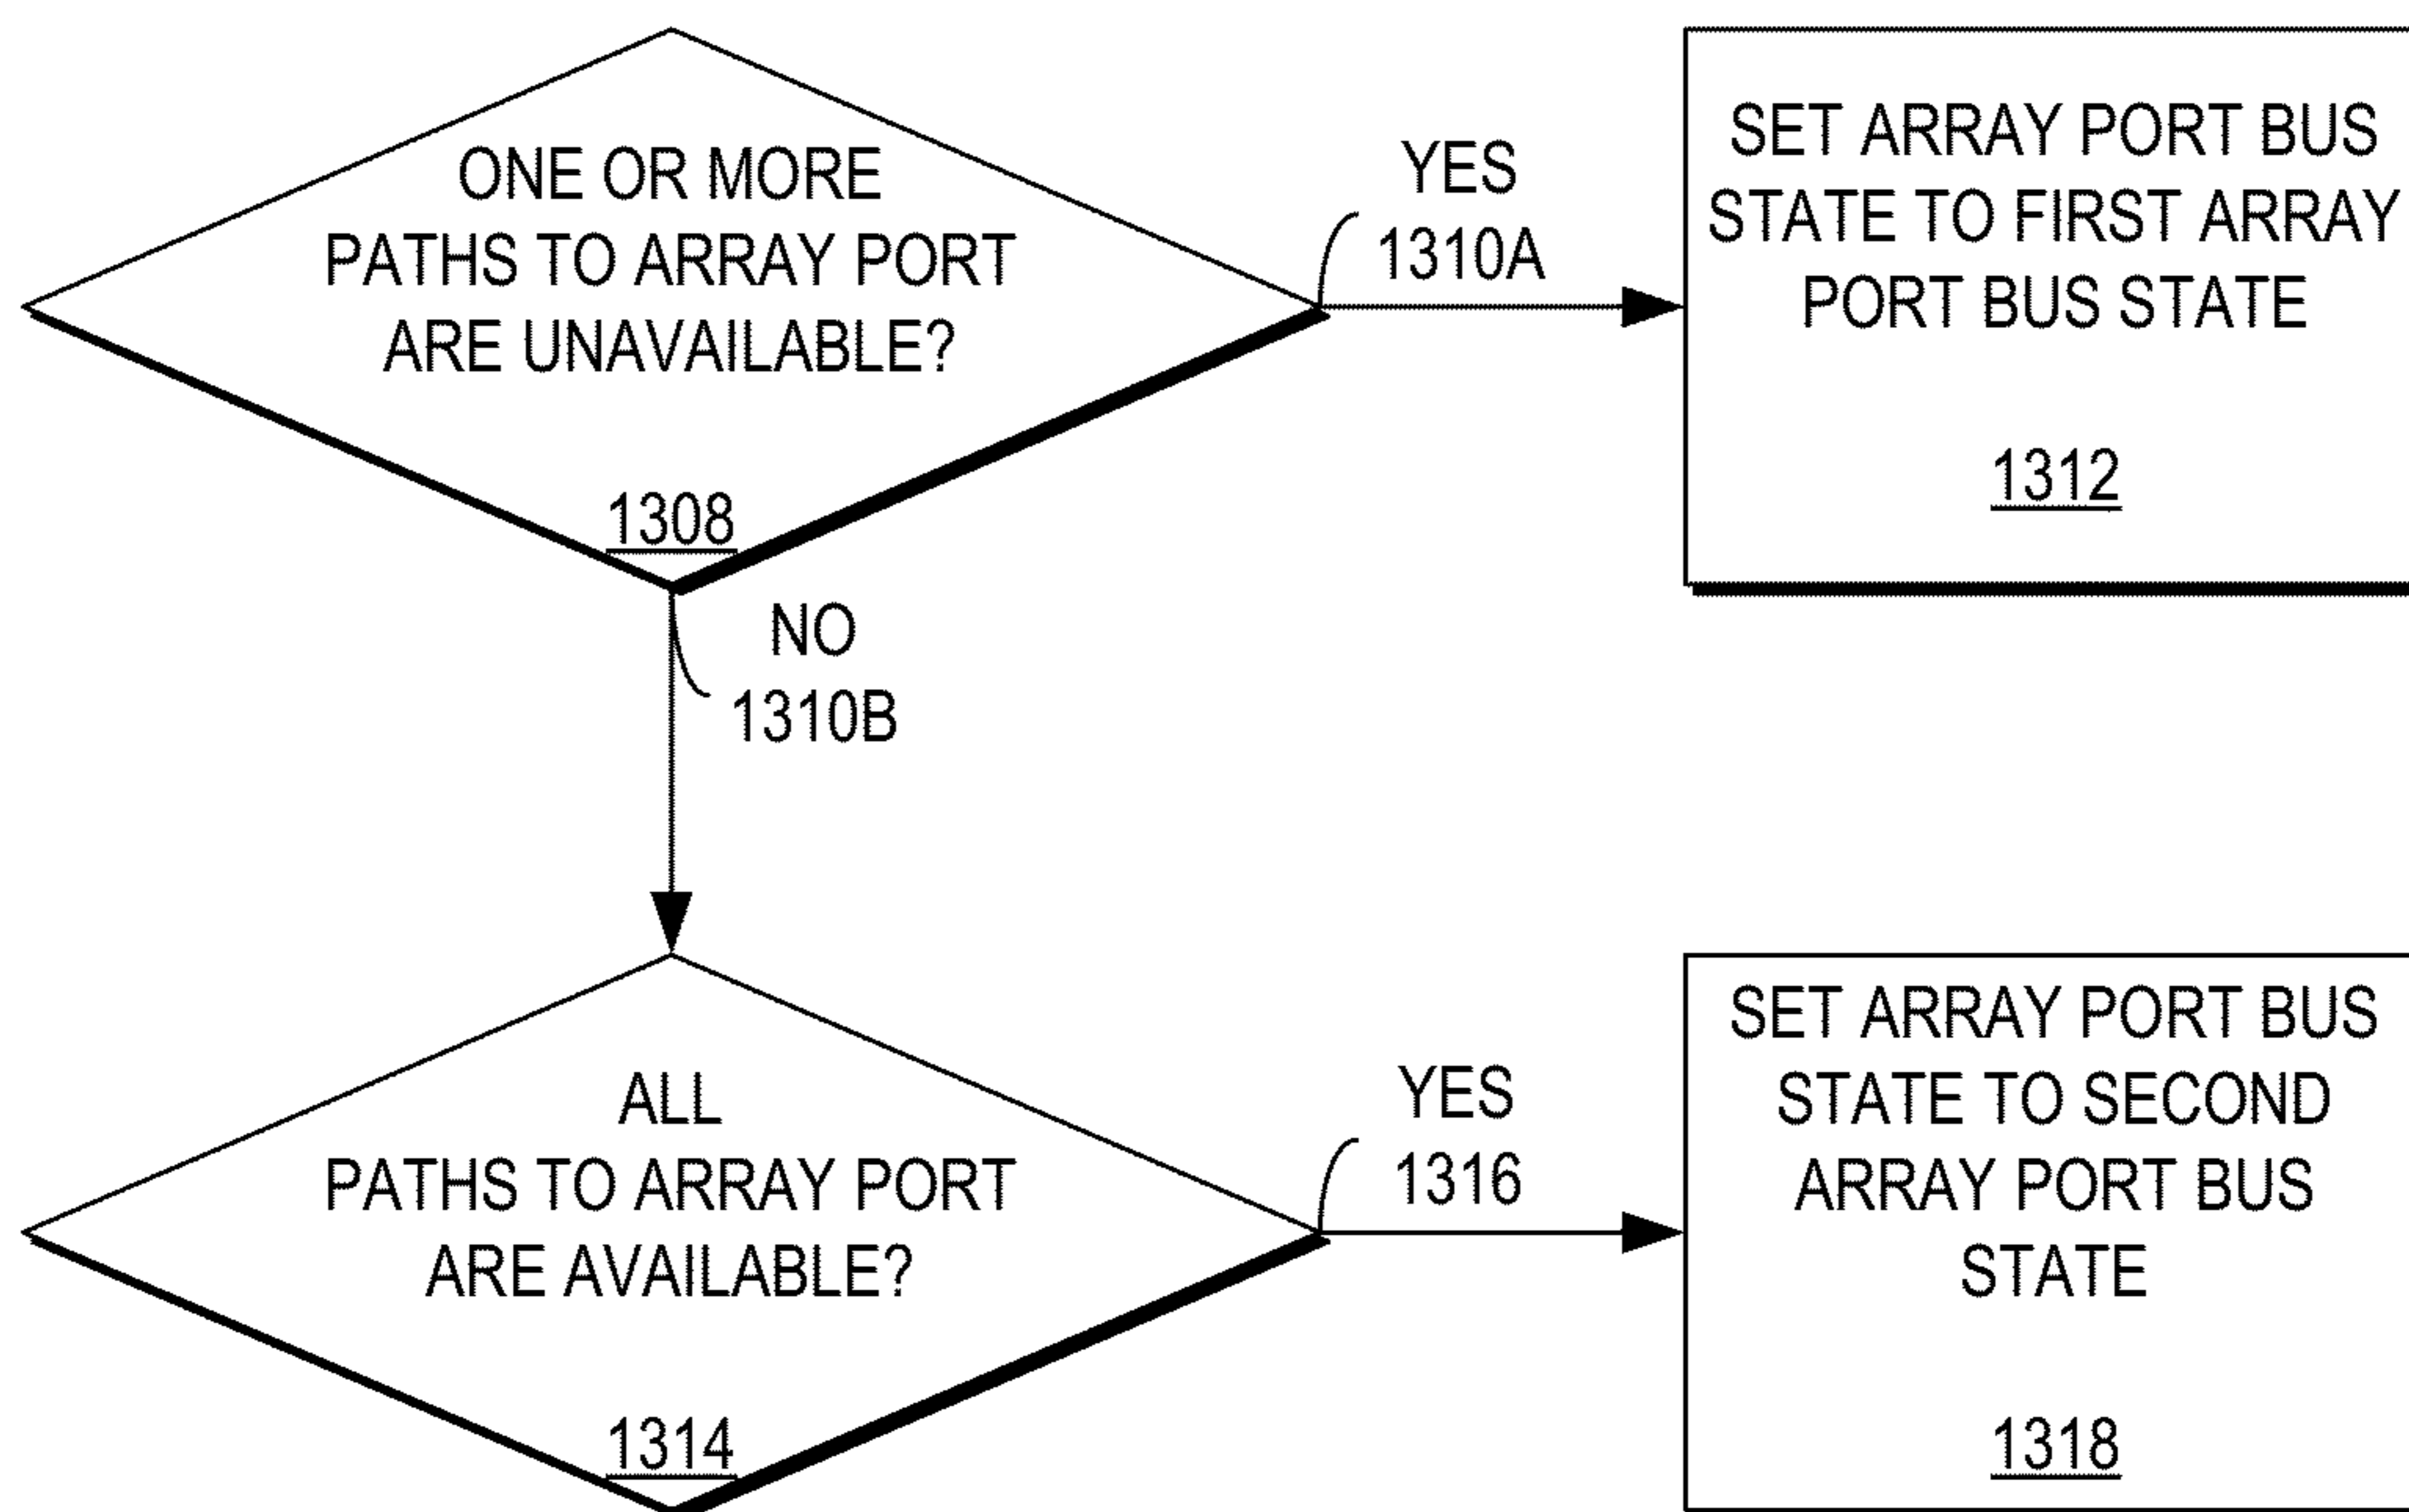 ONE OR MORE
PATHS TO ARRAY PORT
ARE UNAVAILABLE?
1308
YES
1310A
SET ARRAY PORT BUS
STATE TO FIRST ARRAY
PORT BUS STATE
1312
NO
1310B
ALL
PATHS TO ARRAY PORT
ARE AVAILABLE?
1314
YES
1316
SET ARRAY PORT BUS
STATE TO SECOND
ARRAY PORT BUS
STATE
1318